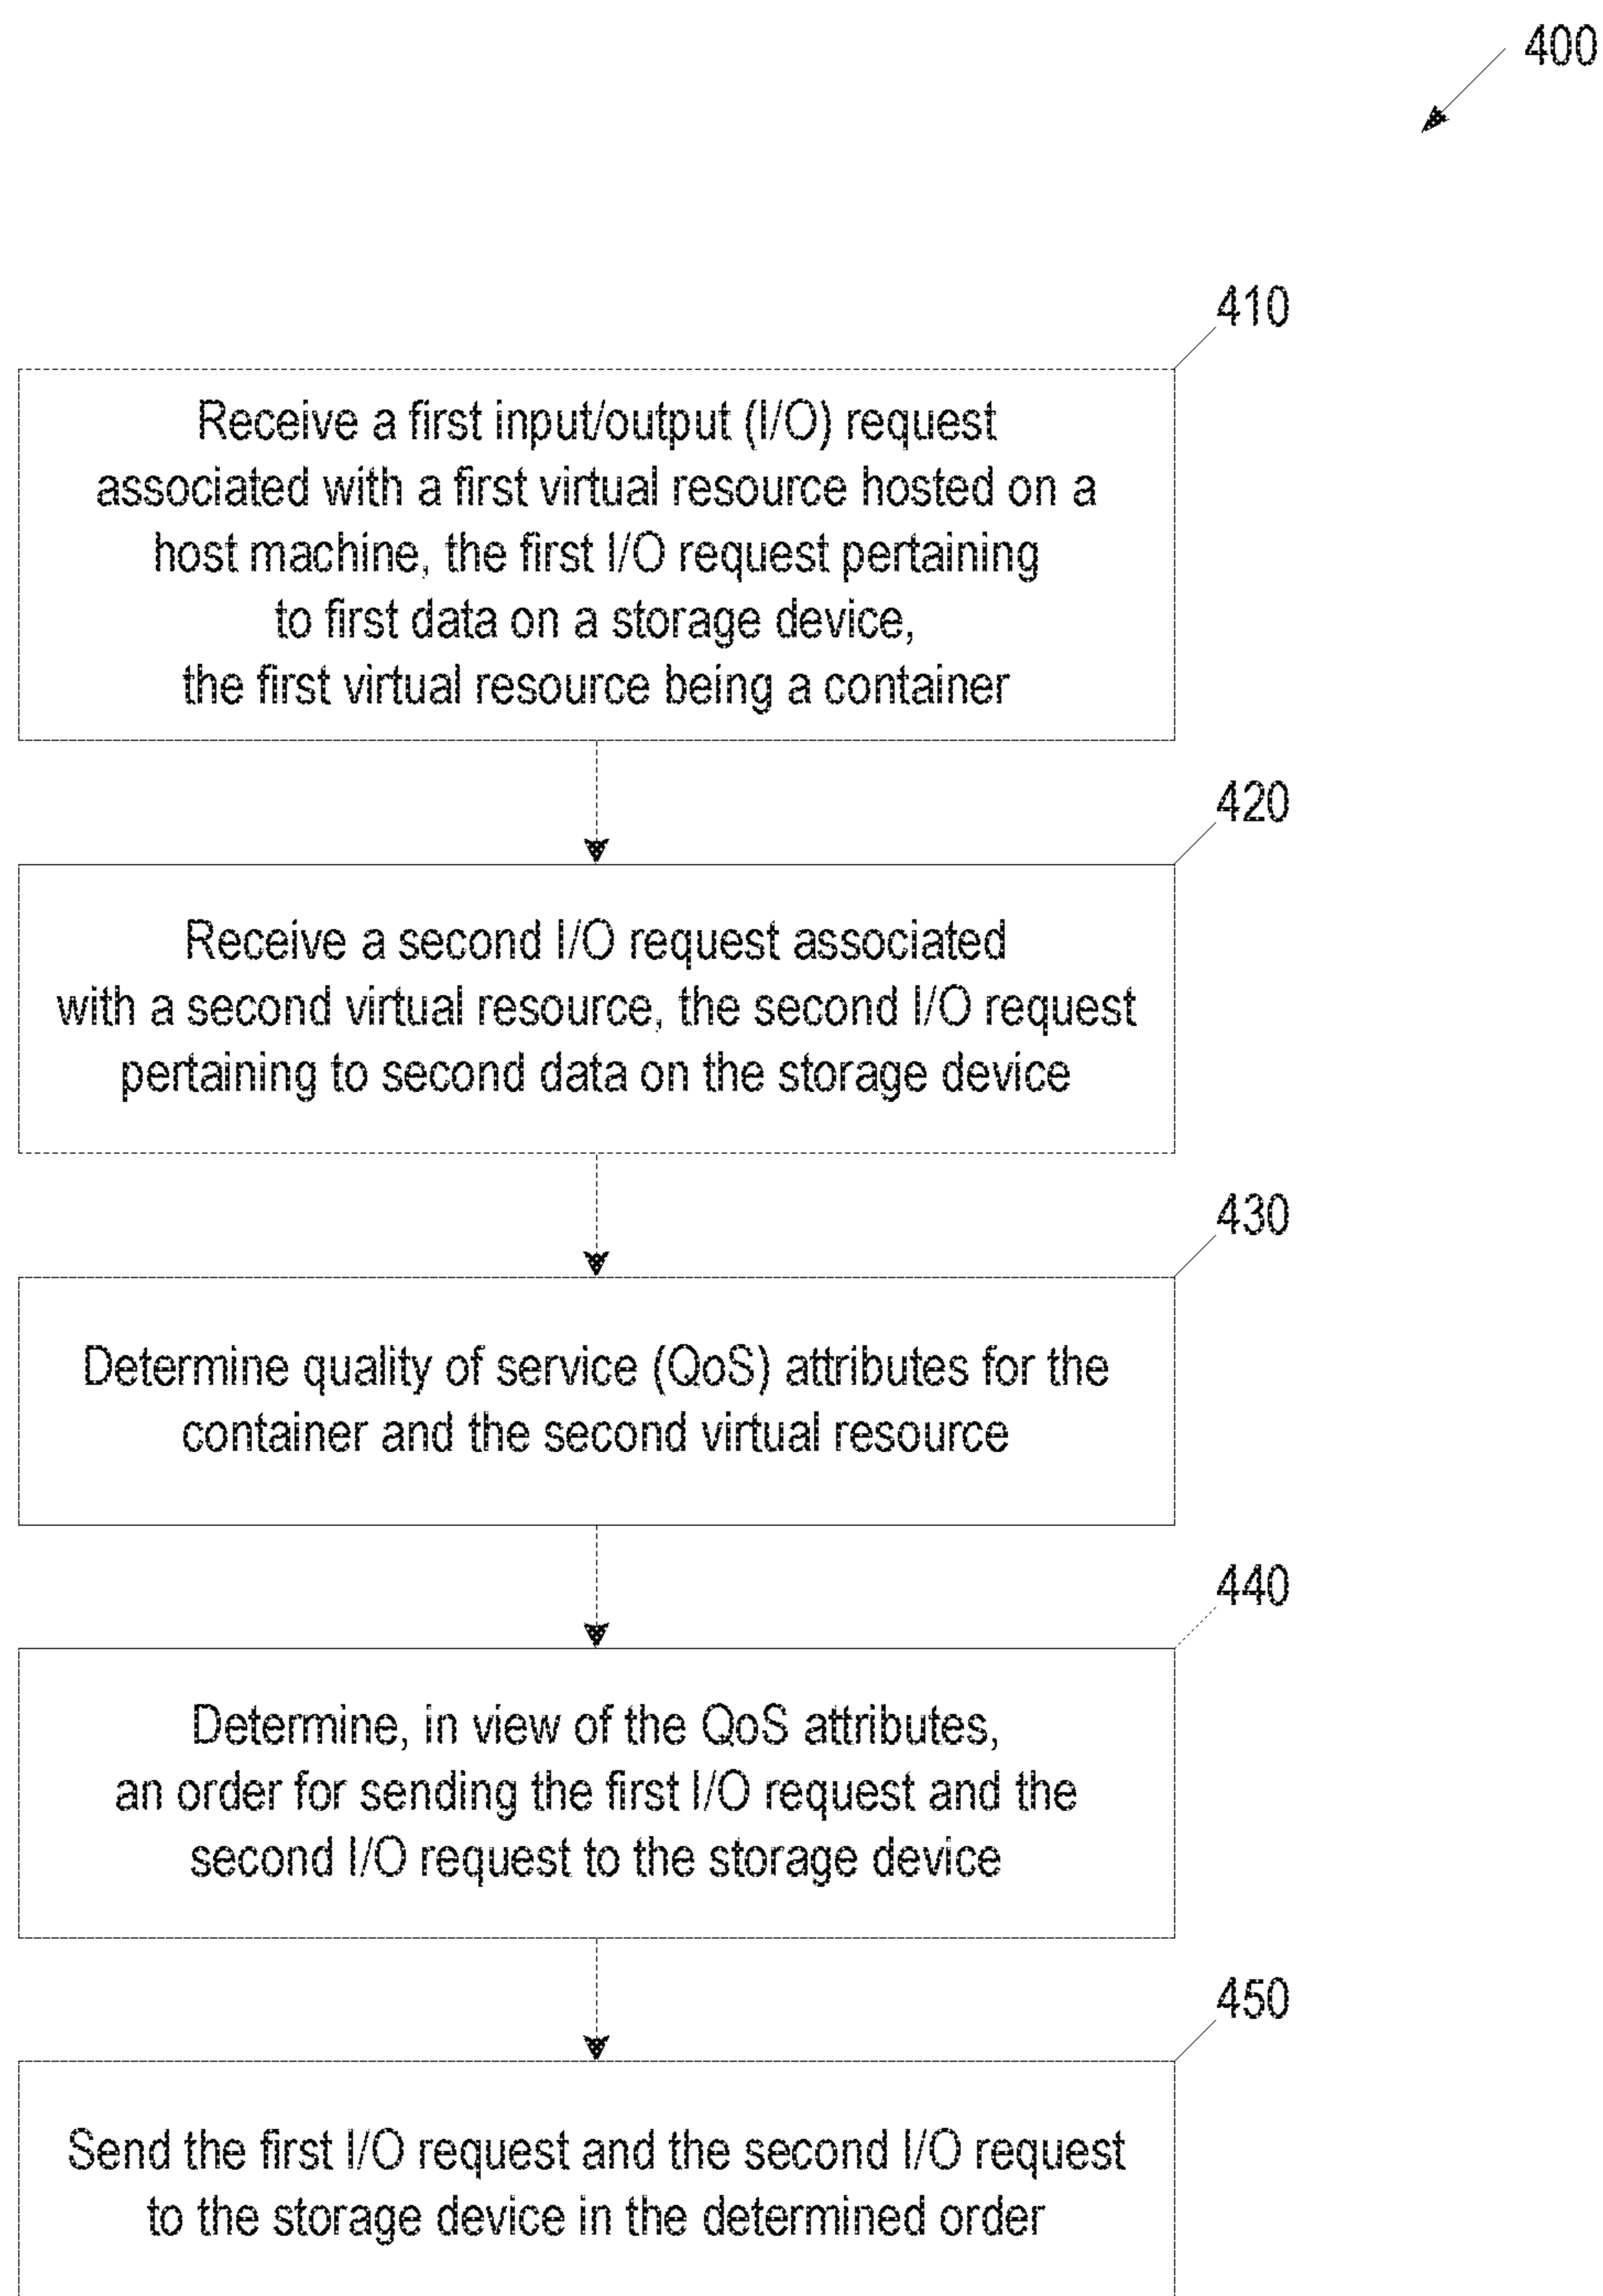 400
410
Receive a first input/output (I/O) request
associated with a first virtual resource hosted on a
host machine, the first I/O request pertaining
to first data on a storage device,
the first virtual resource being a container
420
Receive a second I/O request associated
with a second virtual resource, the second I/O request
pertaining to second data on the storage device
430
Determine quality of service (QoS) attributes for the
container and the second virtual resource
440
Determine, in view of the QoS attributes,
an order for sending the first I/O request and the
second I/O request to the storage device
450
Send the first I/O request and the second I/O request
to the storage device in the determined order